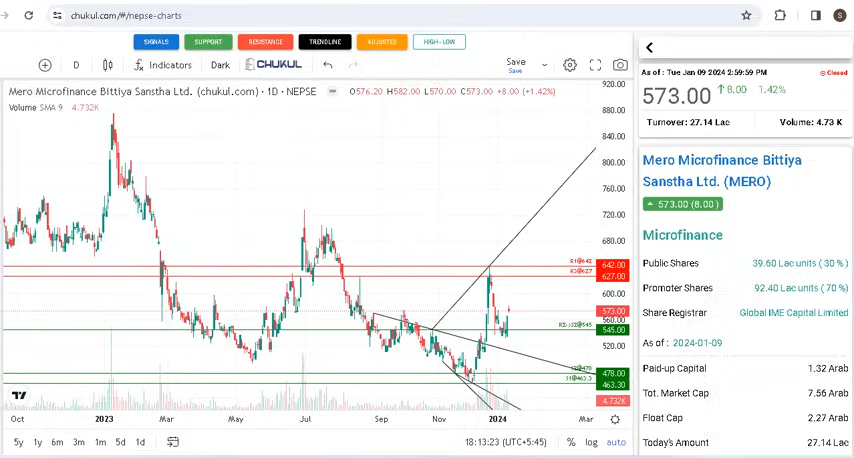 chukul.com/#/nepse-charts
S
SIGNALS SUPPORT RESISTANCE TRENDLINE ADJUSTED HIGH-LOW
D Indicators Dark CHUKUL Save
Save
Mero Microfinance Bittiya Sanstha Ltd. (chukul.com) · 1D · NEPSE O576.20 H582.00 L570.00 C573.00 +8.00 (+1.42%)
Volume SMA 9 4.732K
920.00
880.00
840.00
800.00
760.00
720.00
680.00
R1@642 642.00
R3@627 627.00
600.00
573.00
560.00
545.00
520.00
478.00
S1@463.3 463.30
4.732K
Oct 2023 Mar May Jul Sep Nov 2024 Mar
5y 1y 6m 3m 1m 5d 1d 18:13:23 (UTC+5:45) % log auto
As of : Tue Jan 09 2024 2:59:59 PM Closed
573.00 8.00 1.42%
Turnover: 27.14 Lac Volume: 4.73 K
Mero Microfinance Bittiya
Sanstha Ltd. (MERO)
573.00 (8.00 )
Microfinance
Public Shares 39.60 Lac units ( 30 % )
Promoter Shares 92.40 Lac units ( 70 % )
Share Registrar Global IME Capital Limited
As of : 2024-01-09
Paid-up Capital 1.32 Arab
Tot. Market Cap 7.56 Arab
Float Cap 2.27 Arab
Today's Amount 27.14 Lac